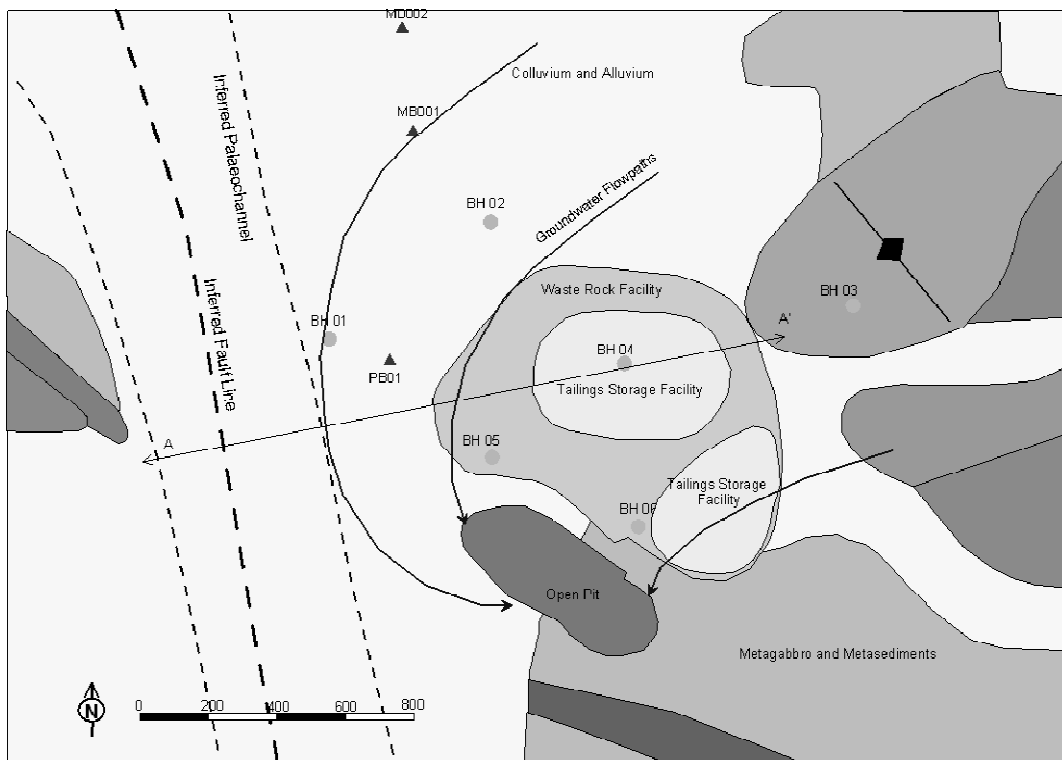 MB002
Colluvium and Alluvium
MB001
Inferred Palaeochannel
Groundwater Flowpaths
BH 02
Waste Rock Facility
BH 03
Inferred Fault Line
BH 01
A'
BH 04
PB01
Tailings Storage Facility
A
BH 05
Tailings Storage
Facility
BH 06
Open Pit
Metagabbro and Metasediments
N
0 200 400 600 800